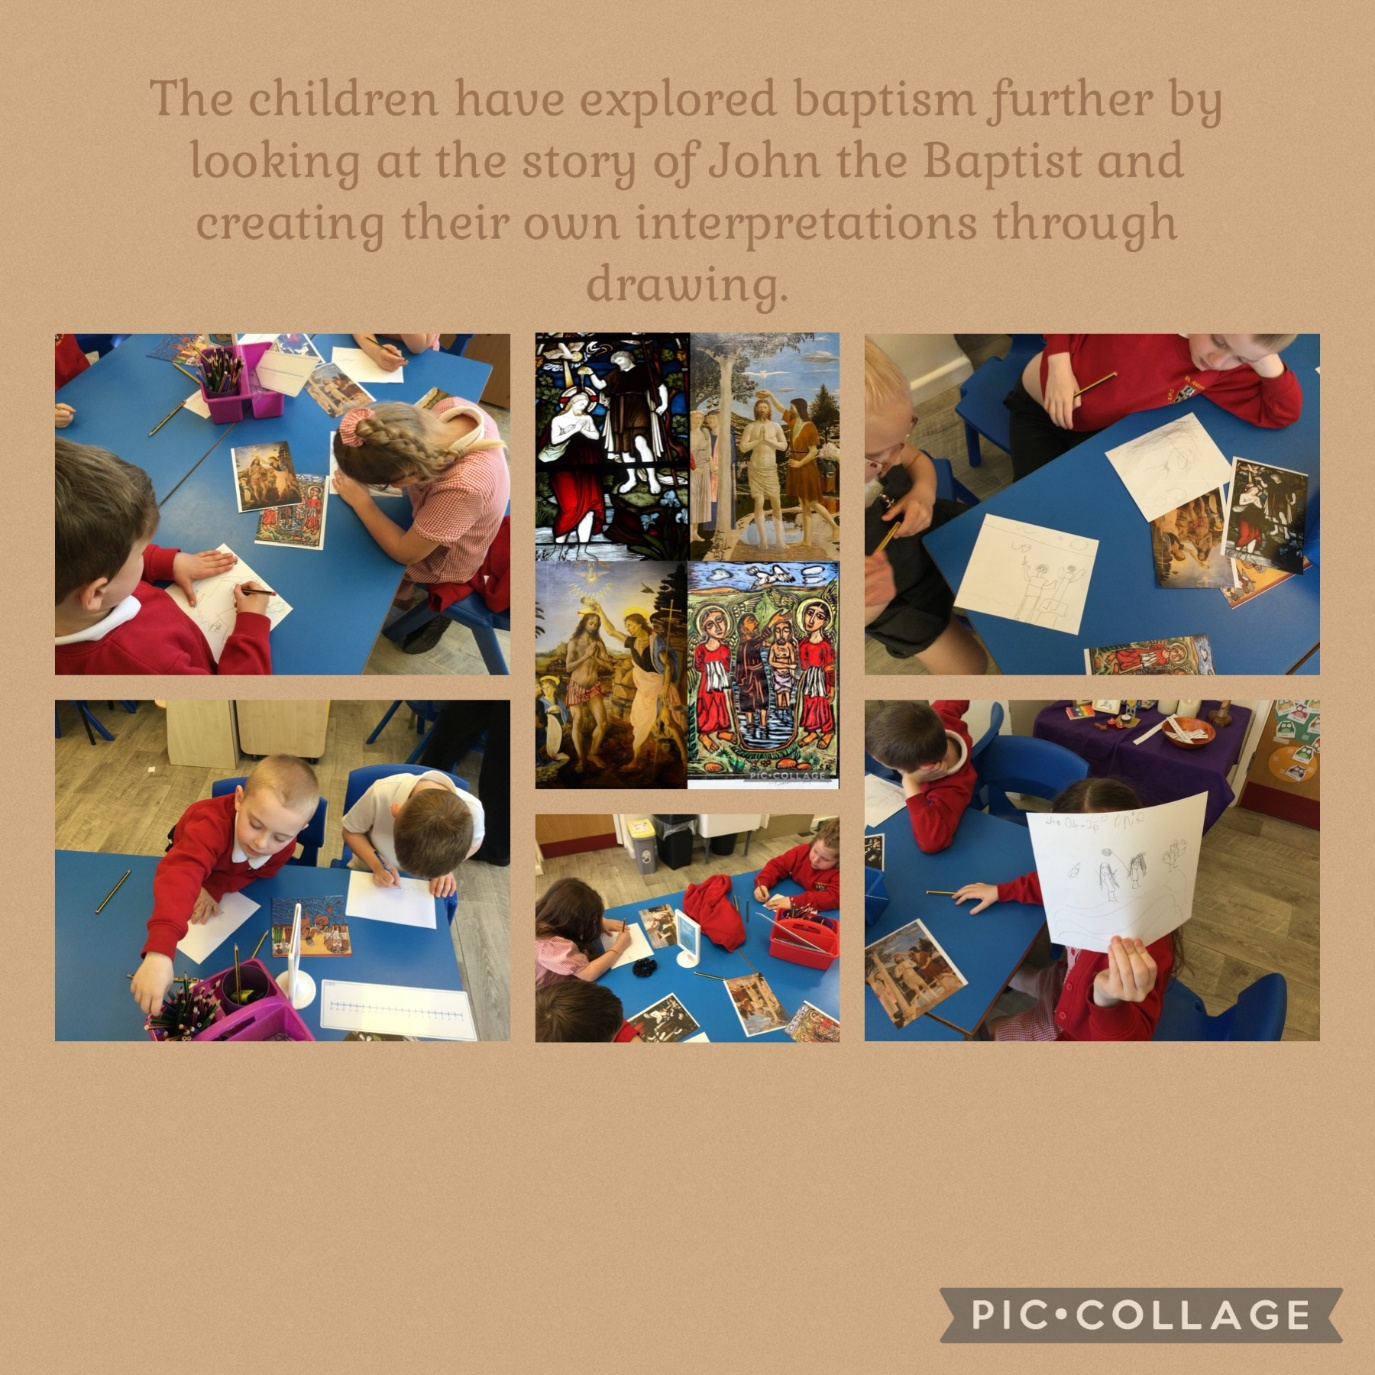 The children have explored baptism further by
looking at the story of John the Baptist and
creating their own interpretations through
drawing.
PIC•COLLAGE
PIC•COLLAGE